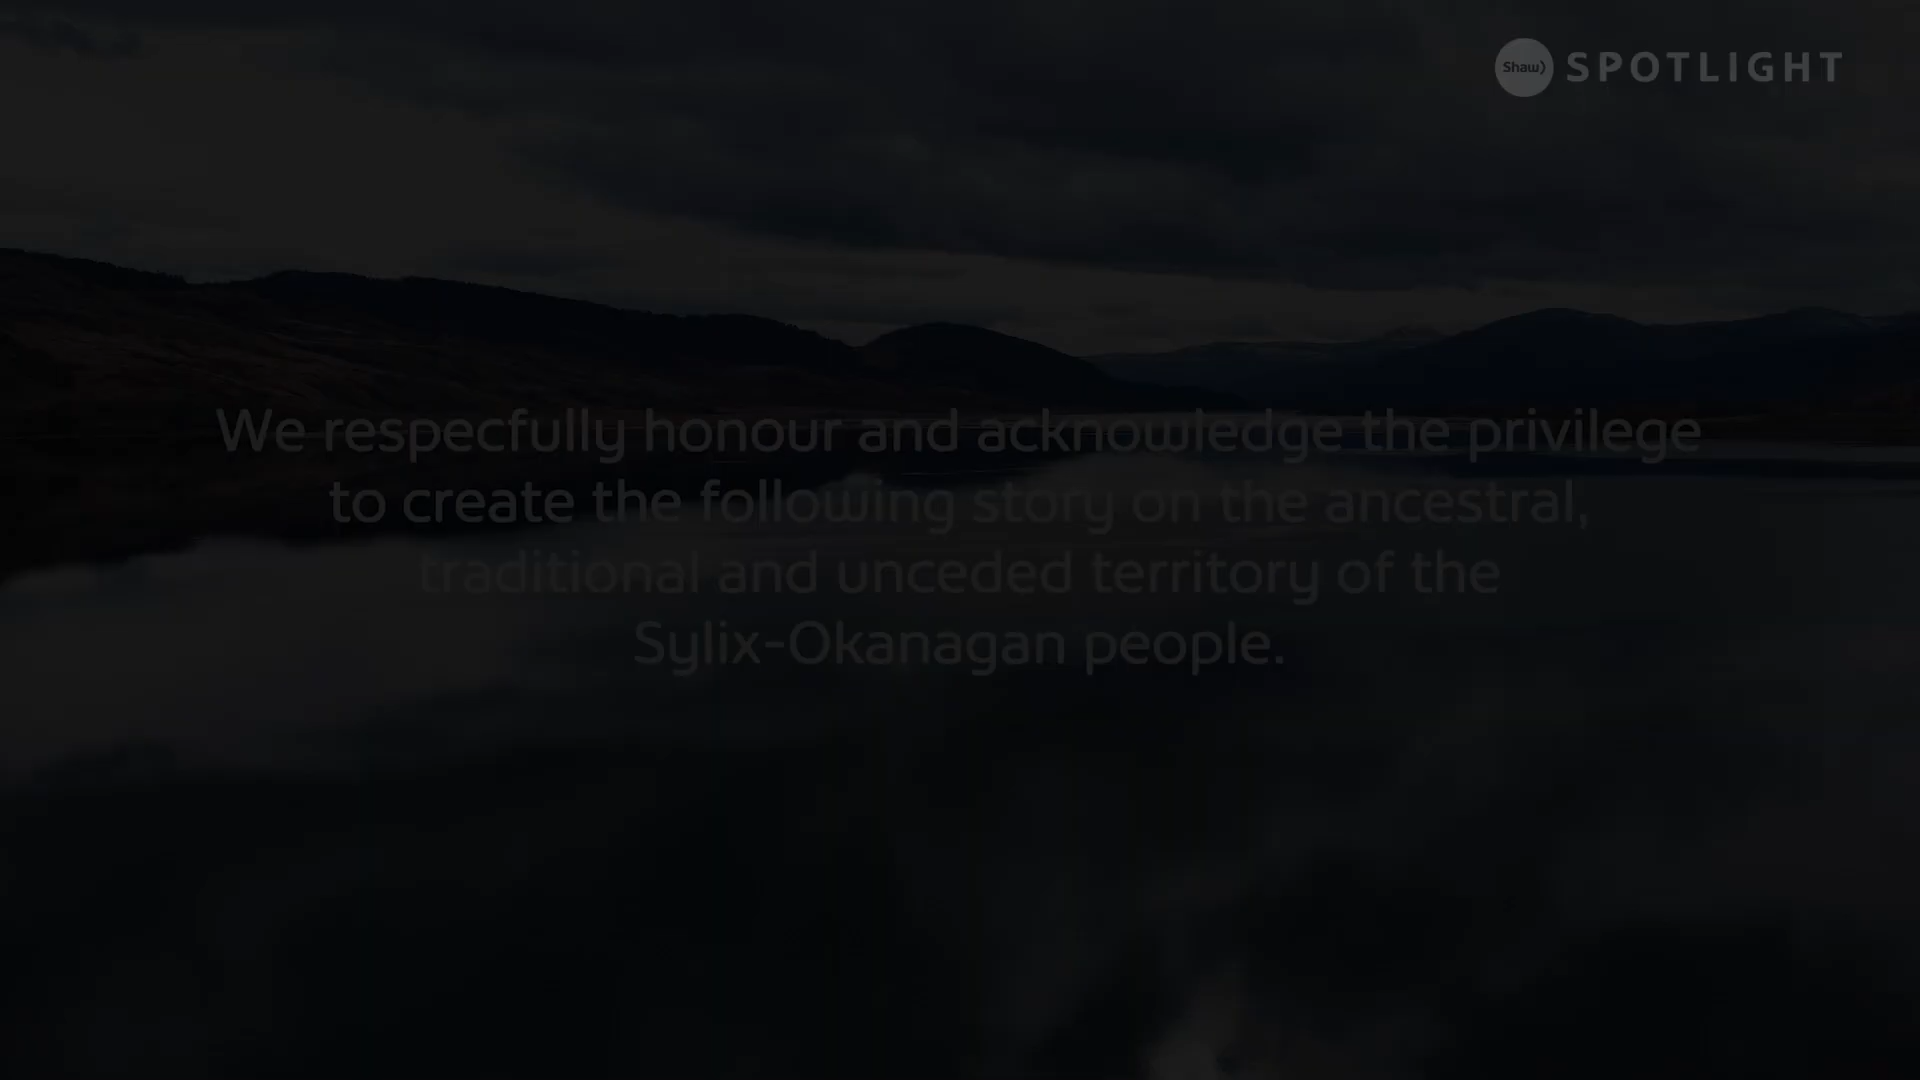 Shaw) SPOTLIGHT
We respecfully honour and acknowledge the privilege
to create the following story on the ancestral,
traditional and unceded territory of the
Sylix-Okanagan people.